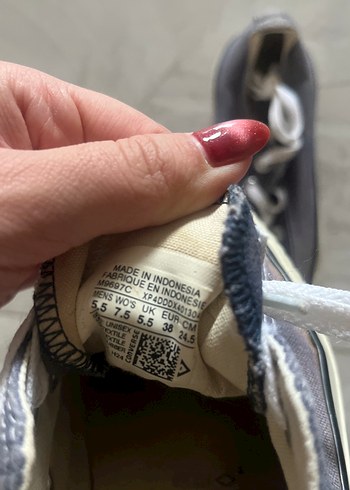 MADE IN INDONESIA
FABRIQUE EN INDONESIE
M9697C
MENS WO'S UK EUR CM
5.5 7.5 5.5 38 24.5
UNISEX
CONVERSE